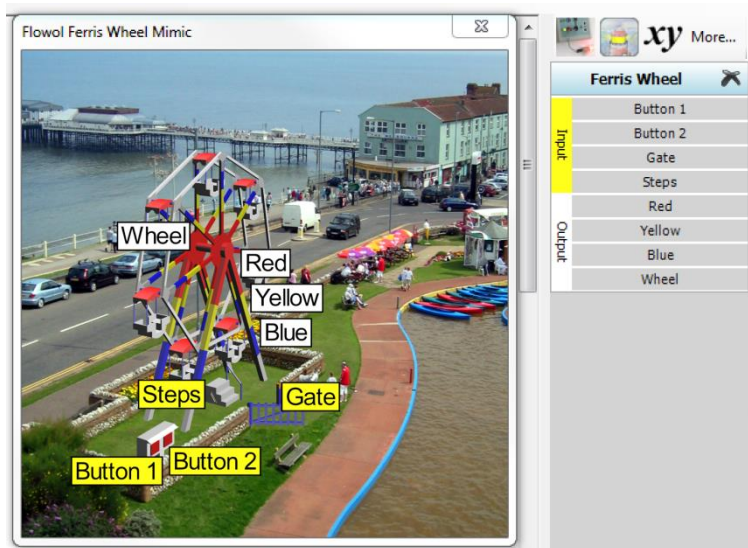 Flowol Ferris Wheel Mimic
xy More...
Ferris Wheel
Input
Button 1
Button 2
Gate
Steps
Output
Red
Yellow
Blue
Wheel
Wheel
Red
Yellow
Blue
Steps
Gate
Button 1
Button 2